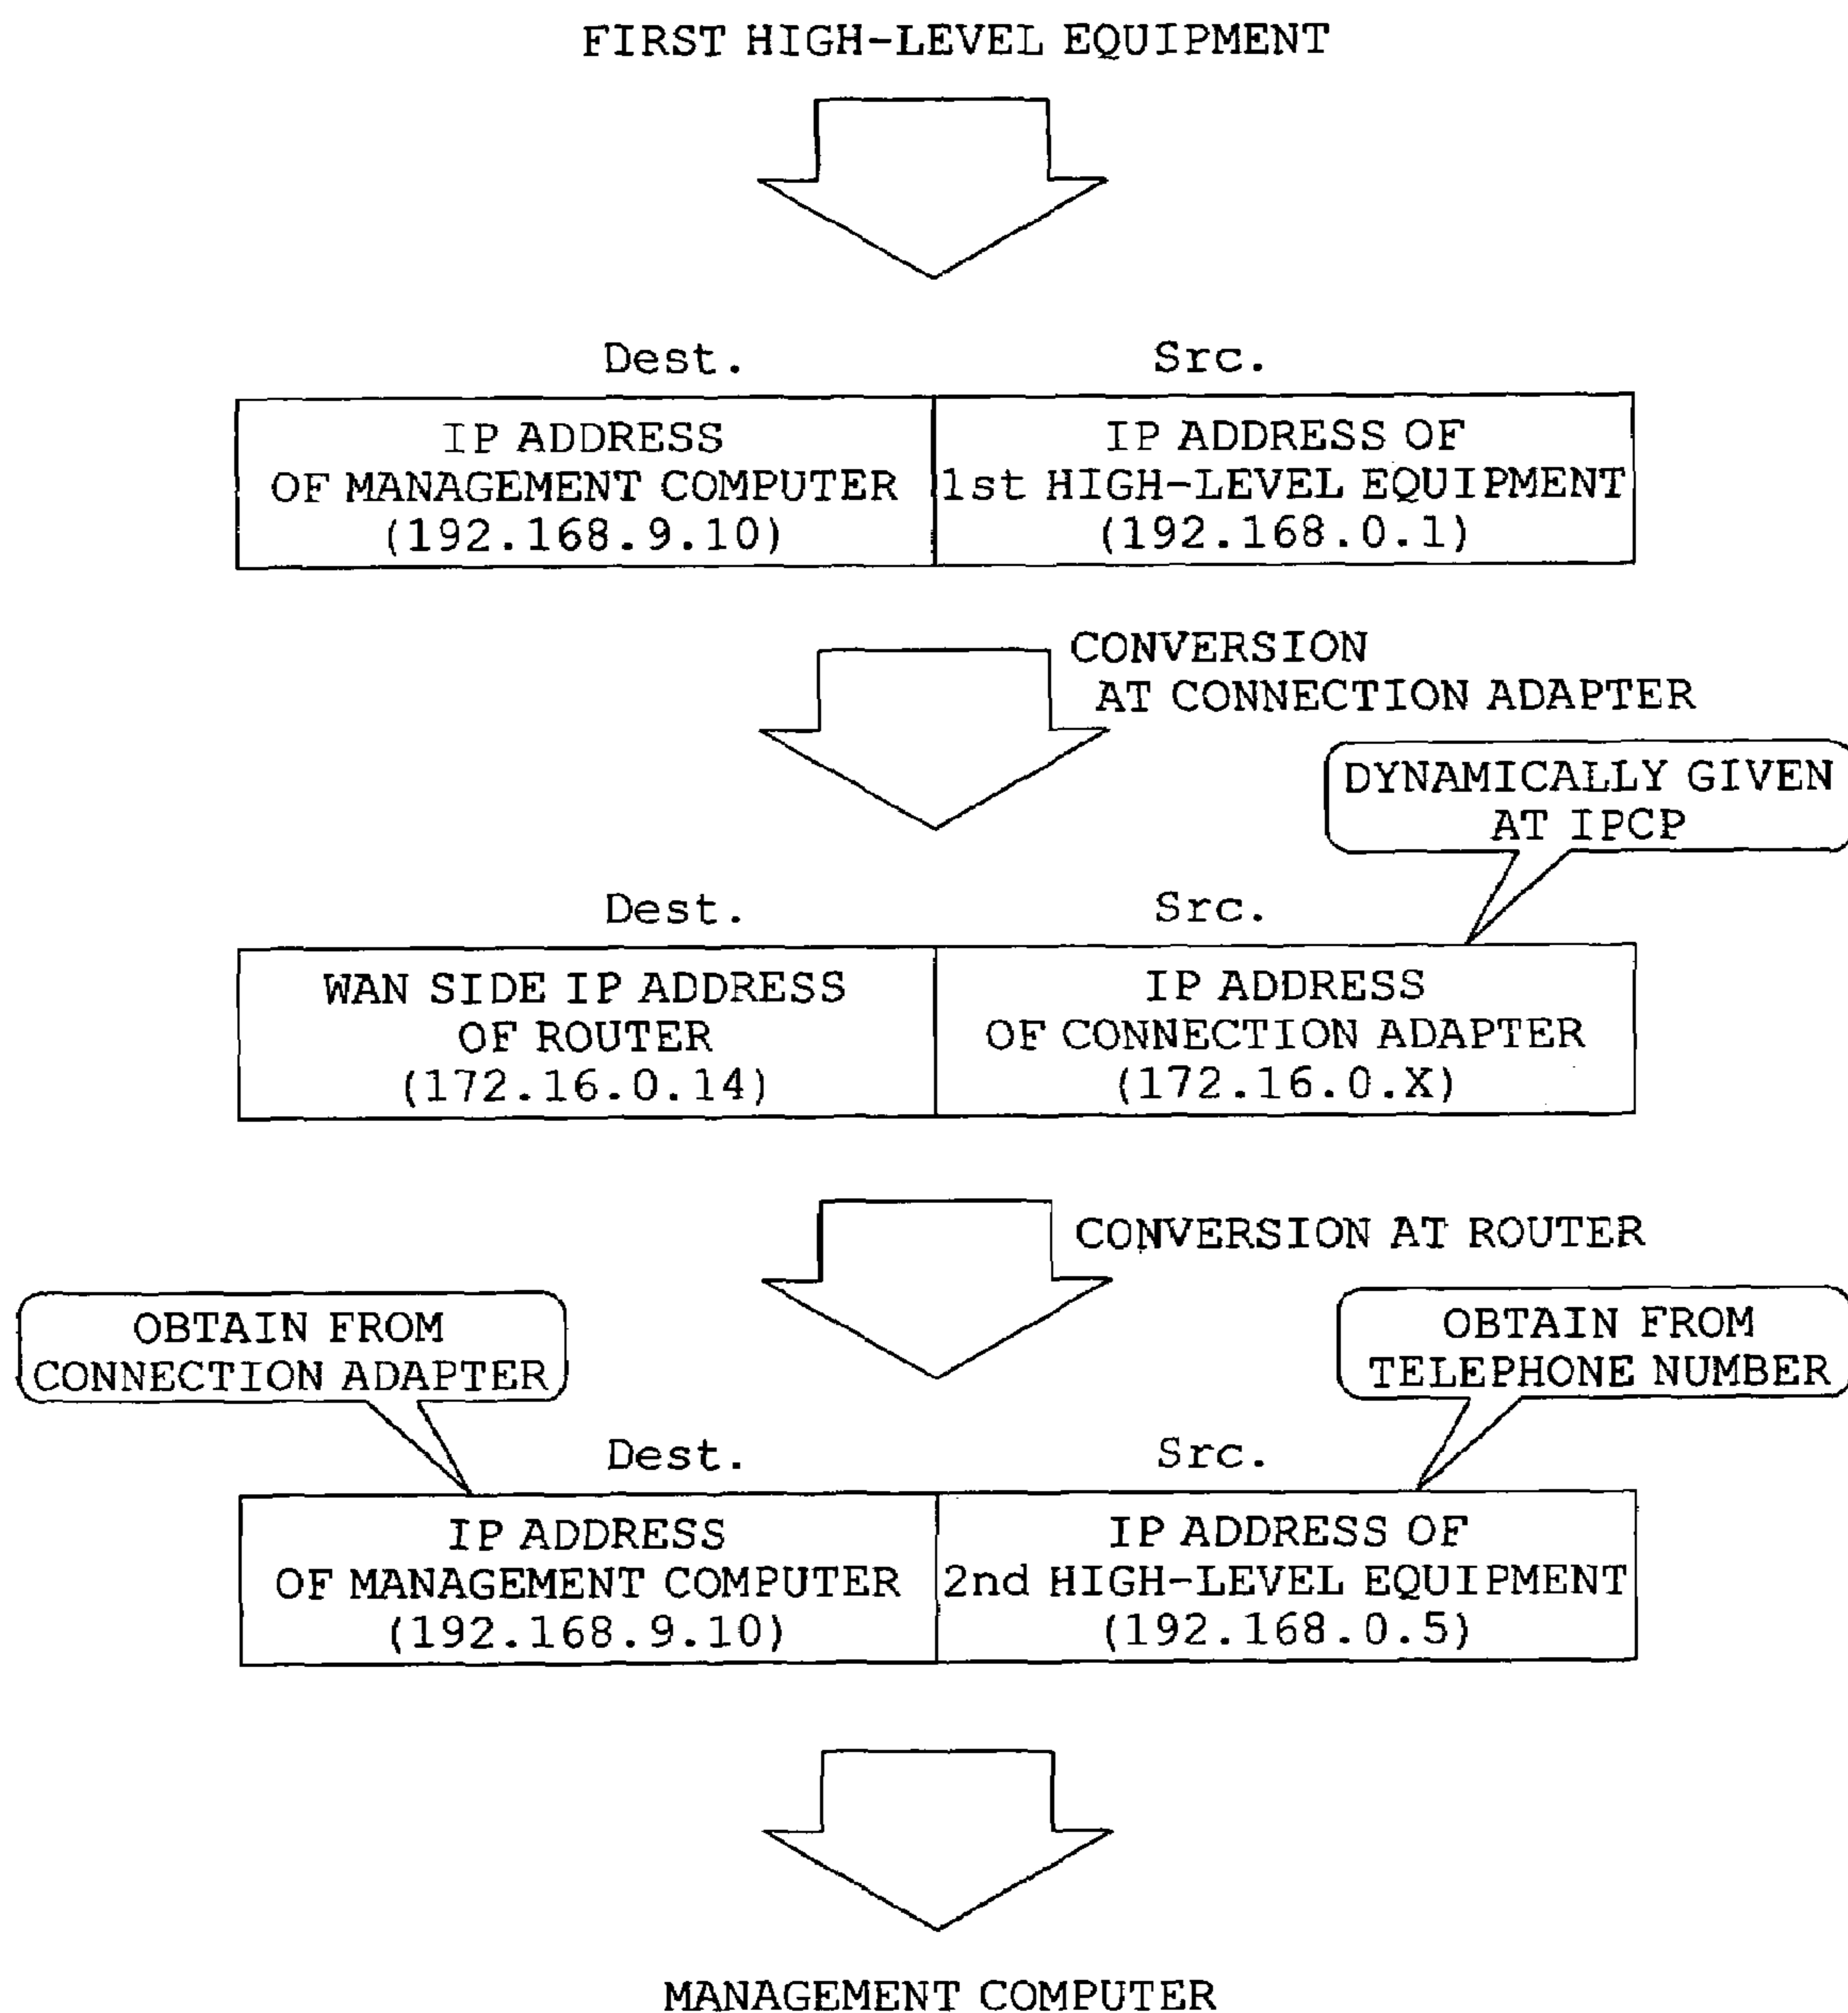 FIRST HIGH-LEVEL EQUIPMENT
Dest. Src.
IP ADDRESS
OF MANAGEMENT COMPUTER
(192.168.9.10)
IP ADDRESS OF
1st HIGH-LEVEL EQUIPMENT
(192.168.0.1)
CONVERSION
AT CONNECTION ADAPTER
DYNAMICALLY GIVEN
AT IPCP
Dest. Src.
WAN SIDE IP ADDRESS
OF ROUTER
(172.16.0.14)
IP ADDRESS
OF CONNECTION ADAPTER
(172.16.0.X)
CONVERSION AT ROUTER
OBTAIN FROM
CONNECTION ADAPTER
OBTAIN FROM
TELEPHONE NUMBER
Dest. Src.
IP ADDRESS
OF MANAGEMENT COMPUTER
(192.168.9.10)
IP ADDRESS OF
2nd HIGH-LEVEL EQUIPMENT
(192.168.0.5)
MANAGEMENT COMPUTER